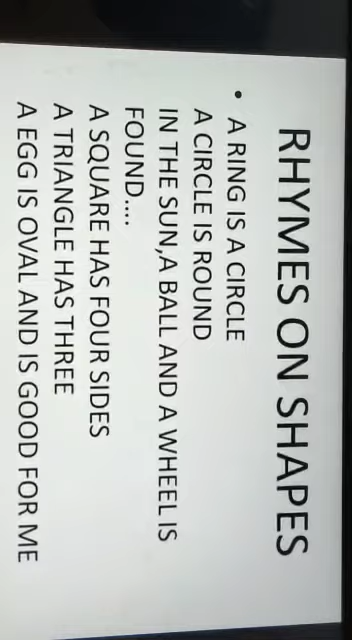 RHYMES ON SHAPES
• A RING IS A CIRCLE
A CIRCLE IS ROUND
IN THE SUN,A BALL AND A WHEEL IS
FOUND....
A SQUARE HAS FOUR SIDES
A TRIANGLE HAS THREE
A EGG IS OVAL AND IS GOOD FOR ME